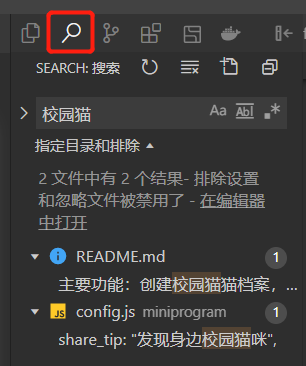 SEARCH: 搜索
校园猫
Aa
Abl
.*
指定目录和排除
2 文件中有 2 个结果- 排除设置
和忽略文件被禁用了 - 在编辑器
中打开
README.md 1
主要功能：创建校园猫猫档案，...
JS config.js miniprogram 1
share_tip: "发现身边校园猫咪",